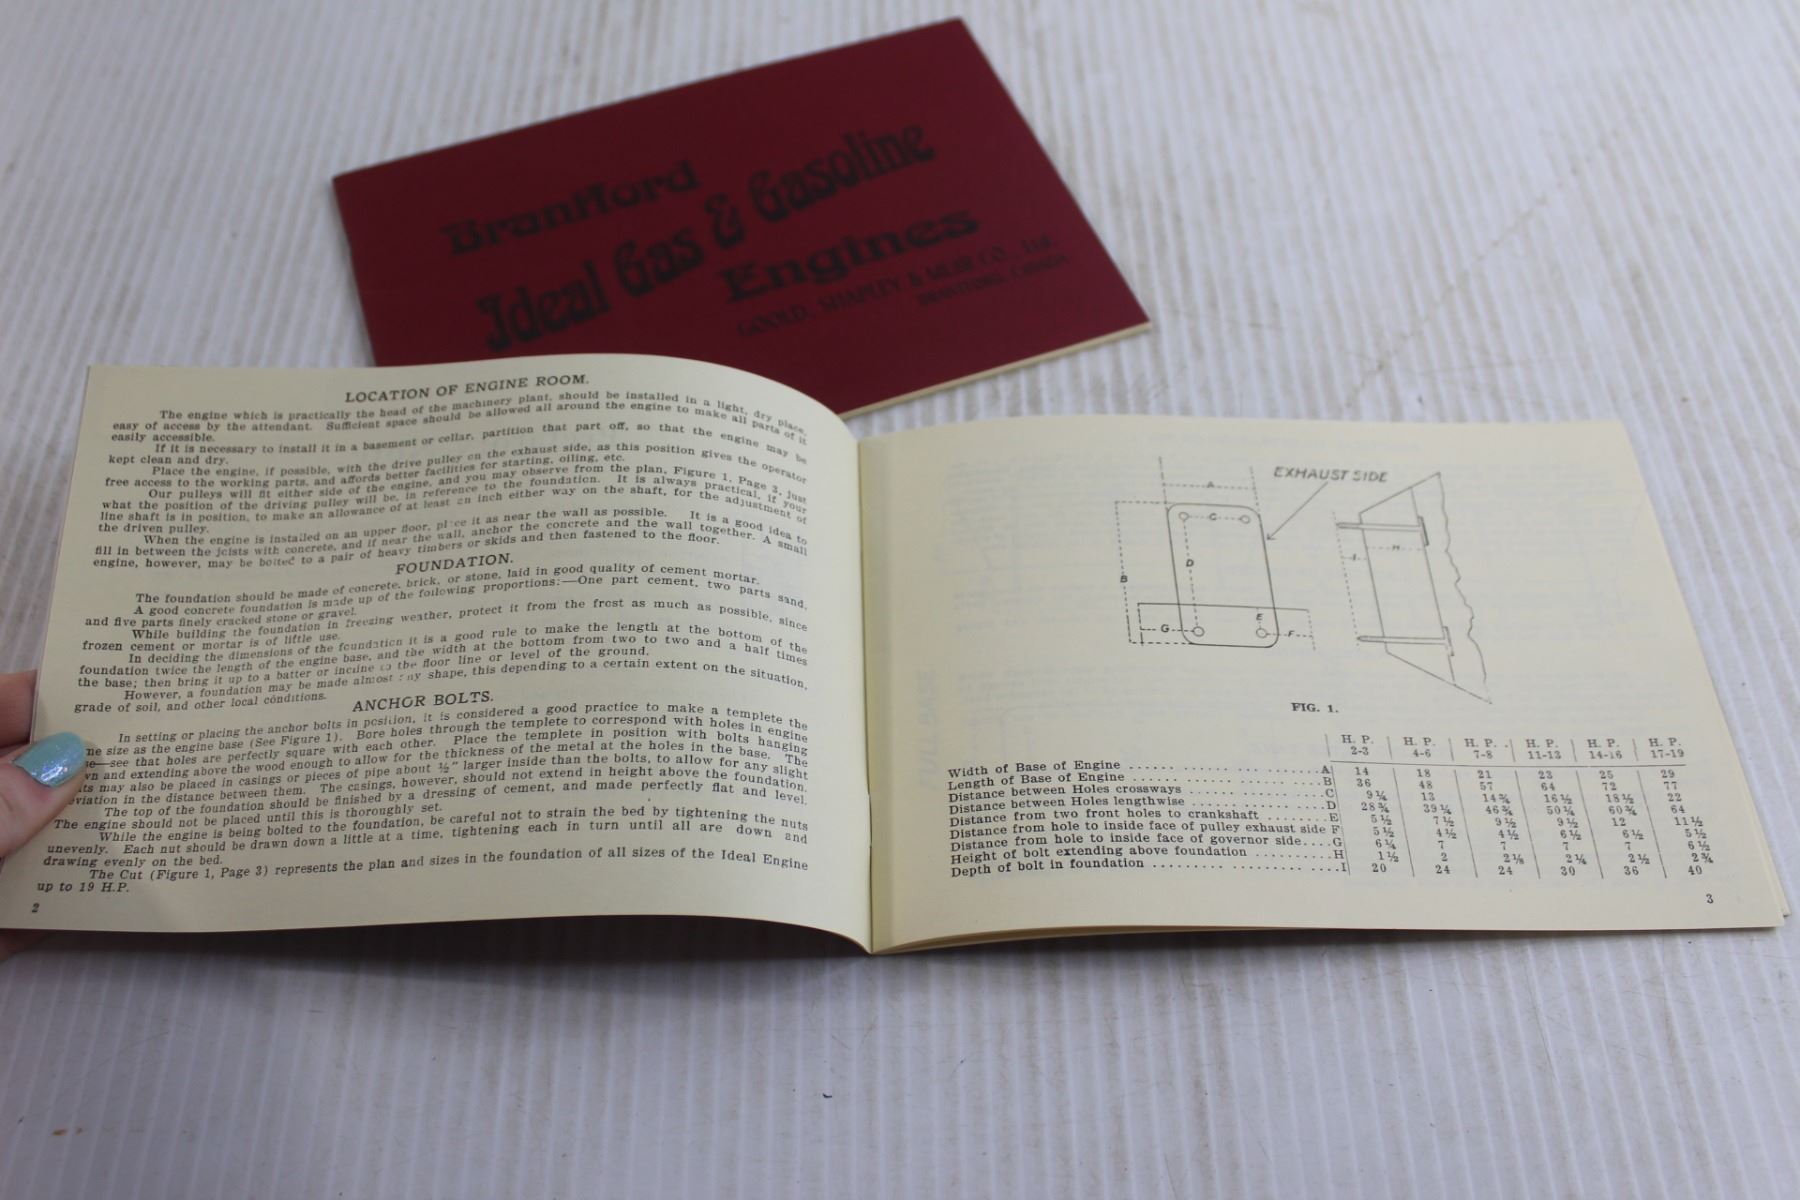 Brantford
Ideal Gas & Gasoline
Engines
GOOLD, SHAPLEY & MUIR CO., Ltd.
BRANTFORD, CANADA
LOCATION OF ENGINE ROOM.
The engine which is practically the head of the machinery plant, should be installed in a light, dry place,
easy of access by the attendant. Sufficient space should be allowed all around the engine to make all parts of it
easily accessible.
If it is necessary to install it in a basement or cellar, partition that part off, so that the engine may be
kept clean and dry.
Place the engine, if possible, with the drive pulley on the exhaust side, as this position gives the operator
free access to the working parts, and affords better facilities for starting, oiling, etc.
Our pulleys will fit either side of the engine, and you may observe from the plan, Figure 1, Page 3, just
what the position of the driving pulley will be, in reference to the foundation. It is always practical, if your
line shaft is in position, to make an allowance of at least an inch either way on the shaft, for the adjustment of
the driven pulley.
When the engine is installed on an upper floor, place it as near the wall as possible. It is a good idea to
fill in between the joists with concrete, and if near the wall, anchor the concrete and the wall together. A small
engine, however, may be bolted to a pair of heavy timbers or skids and then fastened to the floor.
FOUNDATION.
The foundation should be made of concrete, brick, or stone, laid in good quality of cement mortar.
A good concrete foundation is made up of the following proportions:—One part cement, two parts sand,
and five parts finely cracked stone or gravel.
While building the foundation in freezing weather, protect it from the frost as much as possible, since
frozen cement or mortar is of little use.
In deciding the dimensions of the foundation it is a good rule to make the length at the bottom of the
foundation twice the length of the engine base, and the width at the bottom from two to two and a half times
the base; then bring it up to a batter or incline to the floor line or level of the ground.
However, a foundation may be made almost any shape, this depending to a certain extent on the situation,
grade of soil, and other local conditions.
ANCHOR BOLTS.
In setting or placing the anchor bolts in position, it is considered a good practice to make a templete the
me size as the engine base (See Figure 1). Bore holes through the templete to correspond with holes in engine
se—see that holes are perfectly square with each other. Place the templete in position with bolts hanging
wn and extending above the wood enough to allow for the thickness of the metal at the holes in the base. The
ts may also be placed in casings or pieces of pipe about ½" larger inside than the bolts, to allow for any slight
eviation in the distance between them. The casings, however, should not extend in height above the foundation.
The top of the foundation should be finished by a dressing of cement, and made perfectly flat and level.
The engine should not be placed until this is thoroughly set.
While the engine is being bolted to the foundation, be careful not to strain the bed by tightening the nuts
unevenly. Each nut should be drawn down a little at a time, tightening each in turn until all are down and
drawing evenly on the bed.
The Cut (Figure 1, Page 3) represents the plan and sizes in the foundation of all sizes of the Ideal Engine
up to 19 H.P.
2
EXHAUST SIDE
A
C
H
I
D
B
E
G
F
FIG. 1.
H. P. H. P. H. P. H. P. H. P. H. P.
2-3 4-6 7-8 11-13 14-16 17-19
Width of Base of Engine A 14 18 21 23 25 29
Length of Base of Engine B 36 48 57 64 72 77
Distance between Holes crossways C 9¼ 13 14¾ 16½ 18½ 22
Distance between Holes lengthwise D 28¾ 39¼ 46¾ 50¼ 60¾ 64
Distance from two front holes to crankshaft E 5½ 7½ 9½ 9½ 12 11½
Distance from hole to inside face of pulley exhaust side F 5½ 4½ 4½ 6½ 6½ 5½
Distance from hole to inside face of governor side G 6¼ 7 7 7 7 6½
Height of bolt extending above foundation H 1½ 2 2⅛ 2¼ 2½ 2¾
Depth of bolt in foundation I 20 24 24 30 36 40
3